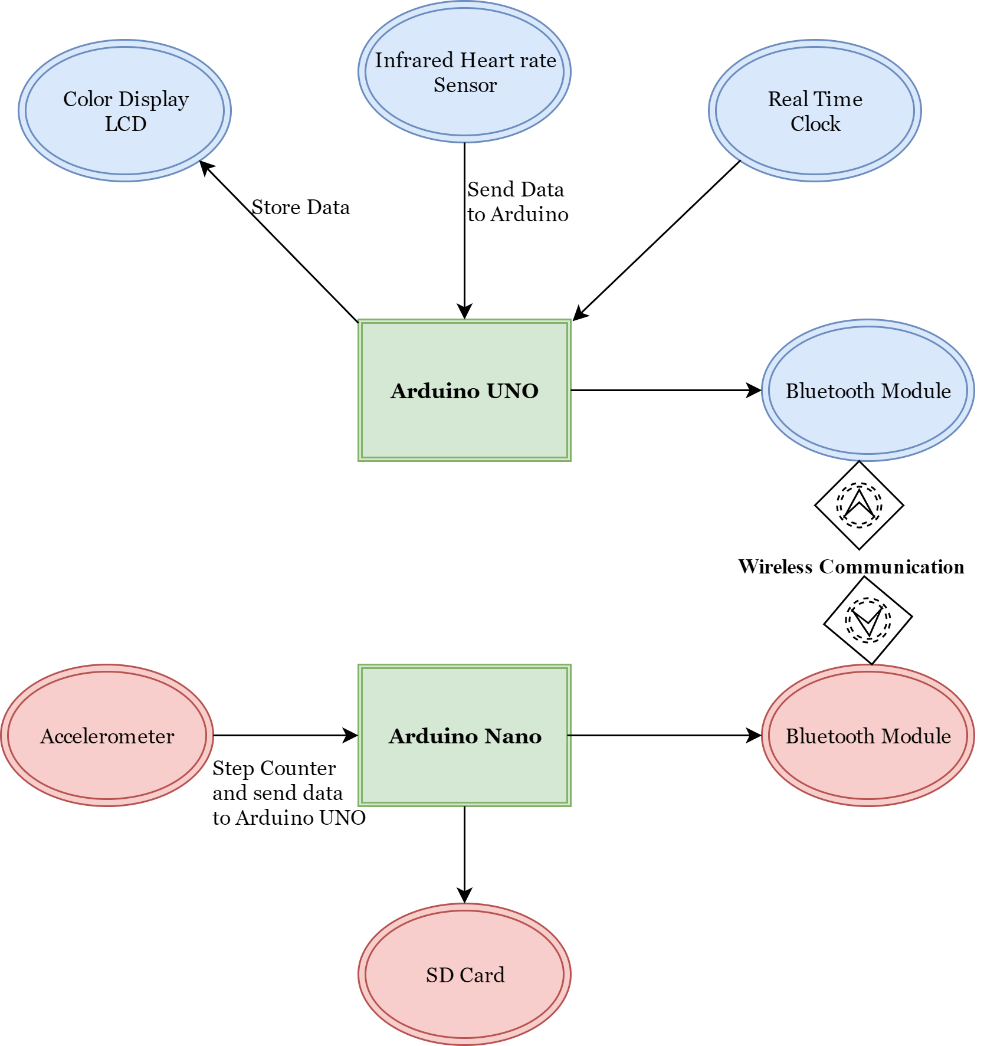 Infrared Heart rate
Sensor
Color Display
LCD
Real Time
Clock
Send Data
to Arduino
Store Data
Arduino UNO
Bluetooth Module
Wireless Communication
Accelerometer
Arduino Nano
Bluetooth Module
Step Counter
and send data
to Arduino UNO
SD Card